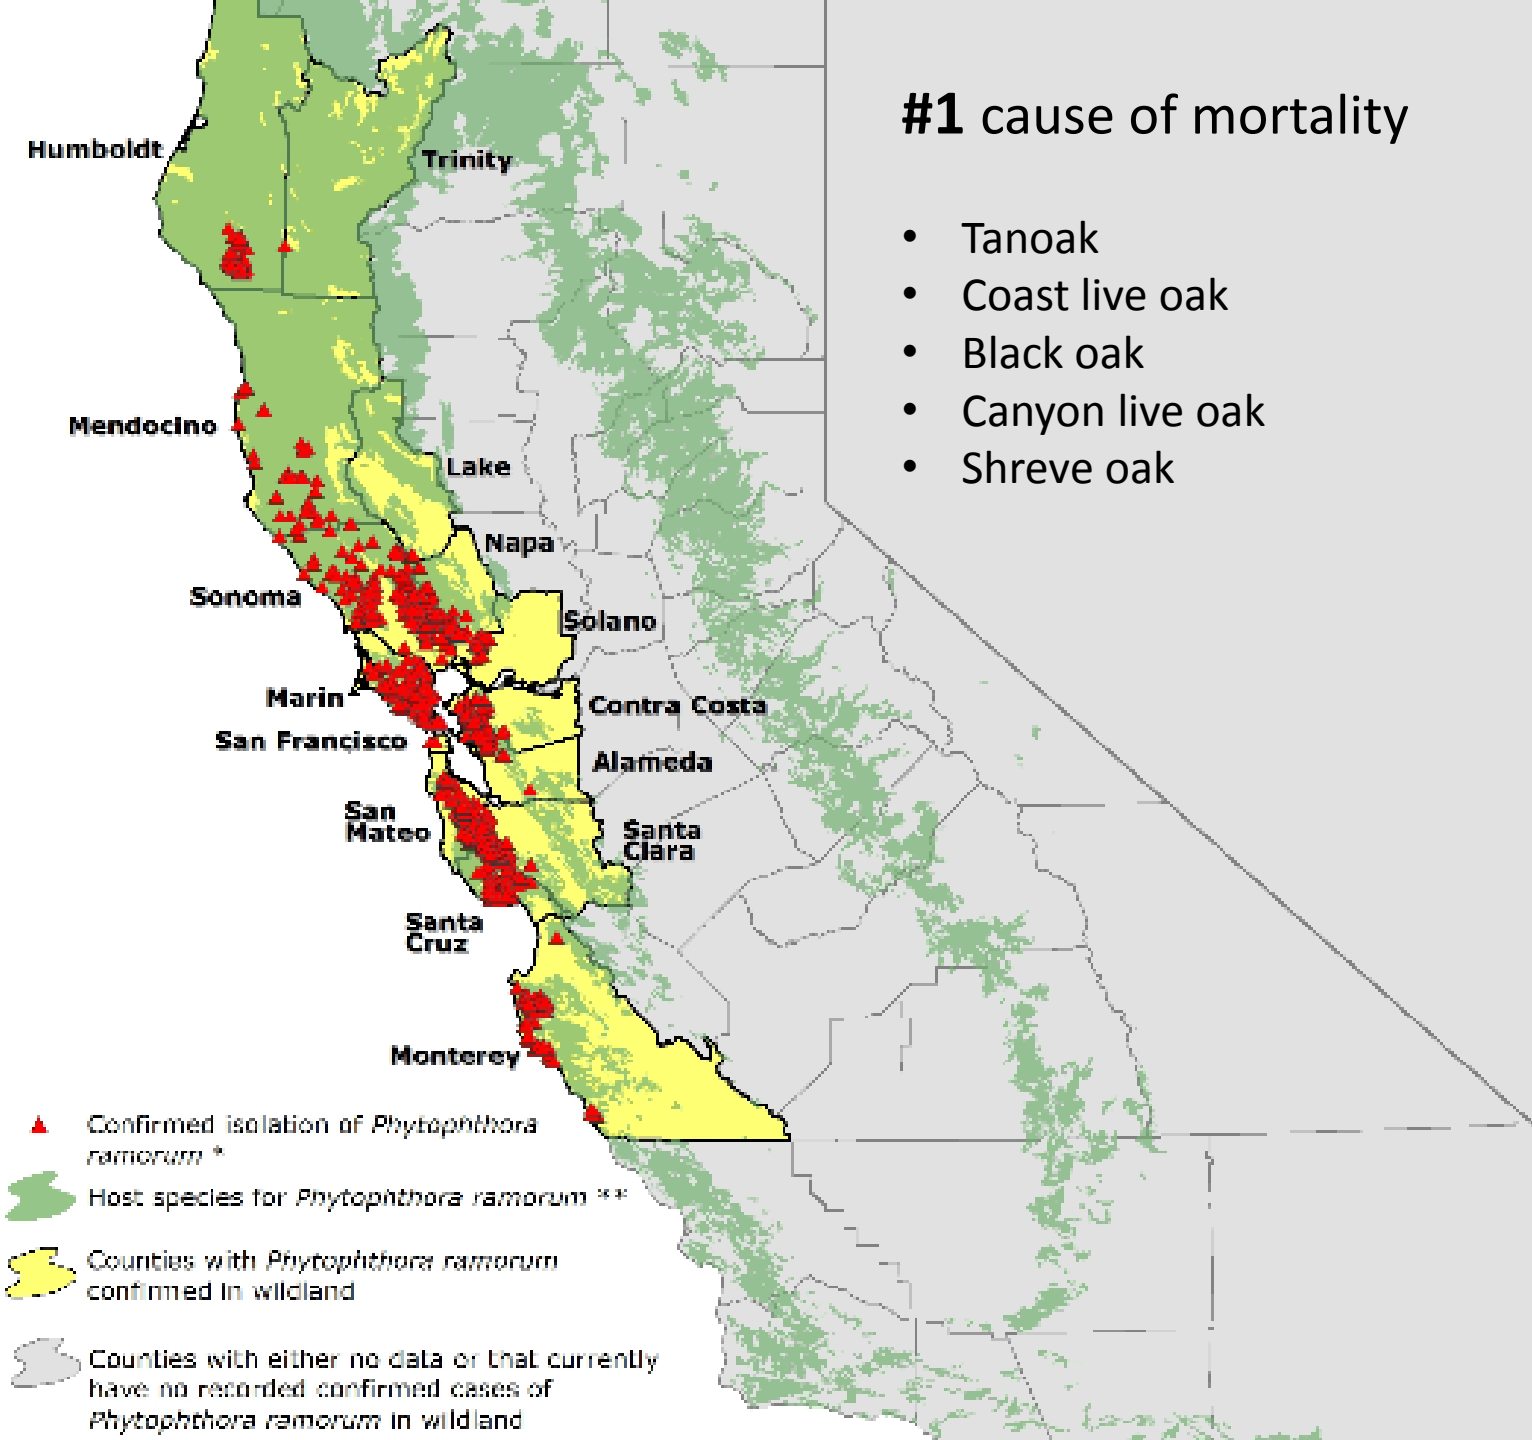 #1 cause of mortality
• Tanoak
• Coast live oak
• Black oak
• Canyon live oak
• Shreve oak
Humboldt
Trinity
Mendocino
Lake
Napa
Sonoma
Solano
Marin
Contra Costa
San Francisco
Alameda
San
Mateo
Santa
Clara
Santa
Cruz
Monterey
Confirmed isolation of Phytophthora
ramorum *
Host species for Phytophthora ramorum **
Counties with Phytophthora ramorum
confirmed in wildland
Counties with either no data or that currently
have no recorded confirmed cases of
Phytophthora ramorum in wildland